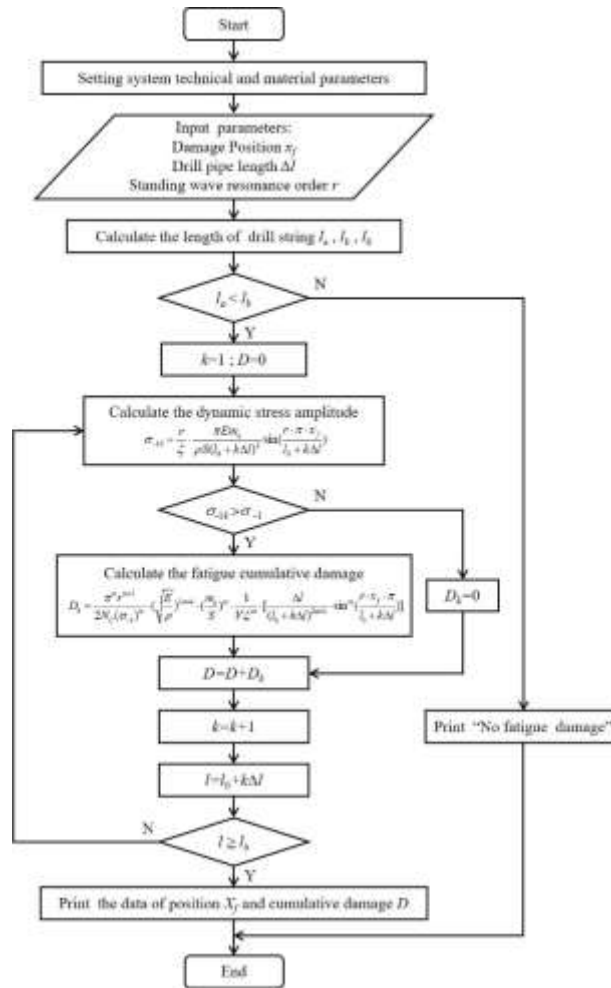 Start
Setting system technical and material parameters
Input parameters:
Damage Position x_f
Drill pipe length Δl
Standing wave resonance order r
Calculate the length of drill string l_a , l_b , l_0
l_a < l_b
N
Y
k=1 ; D=0
Calculate the dynamic stress amplitude
N
Y
Calculate the fatigue cumulative damage
D_k=0
D=D+D_k
k=k+1
Print “No fatigue damage”
l=l_0+kΔl
N
l ≧ l_b
Y
Print the data of position X_f and cumulative damage D
End